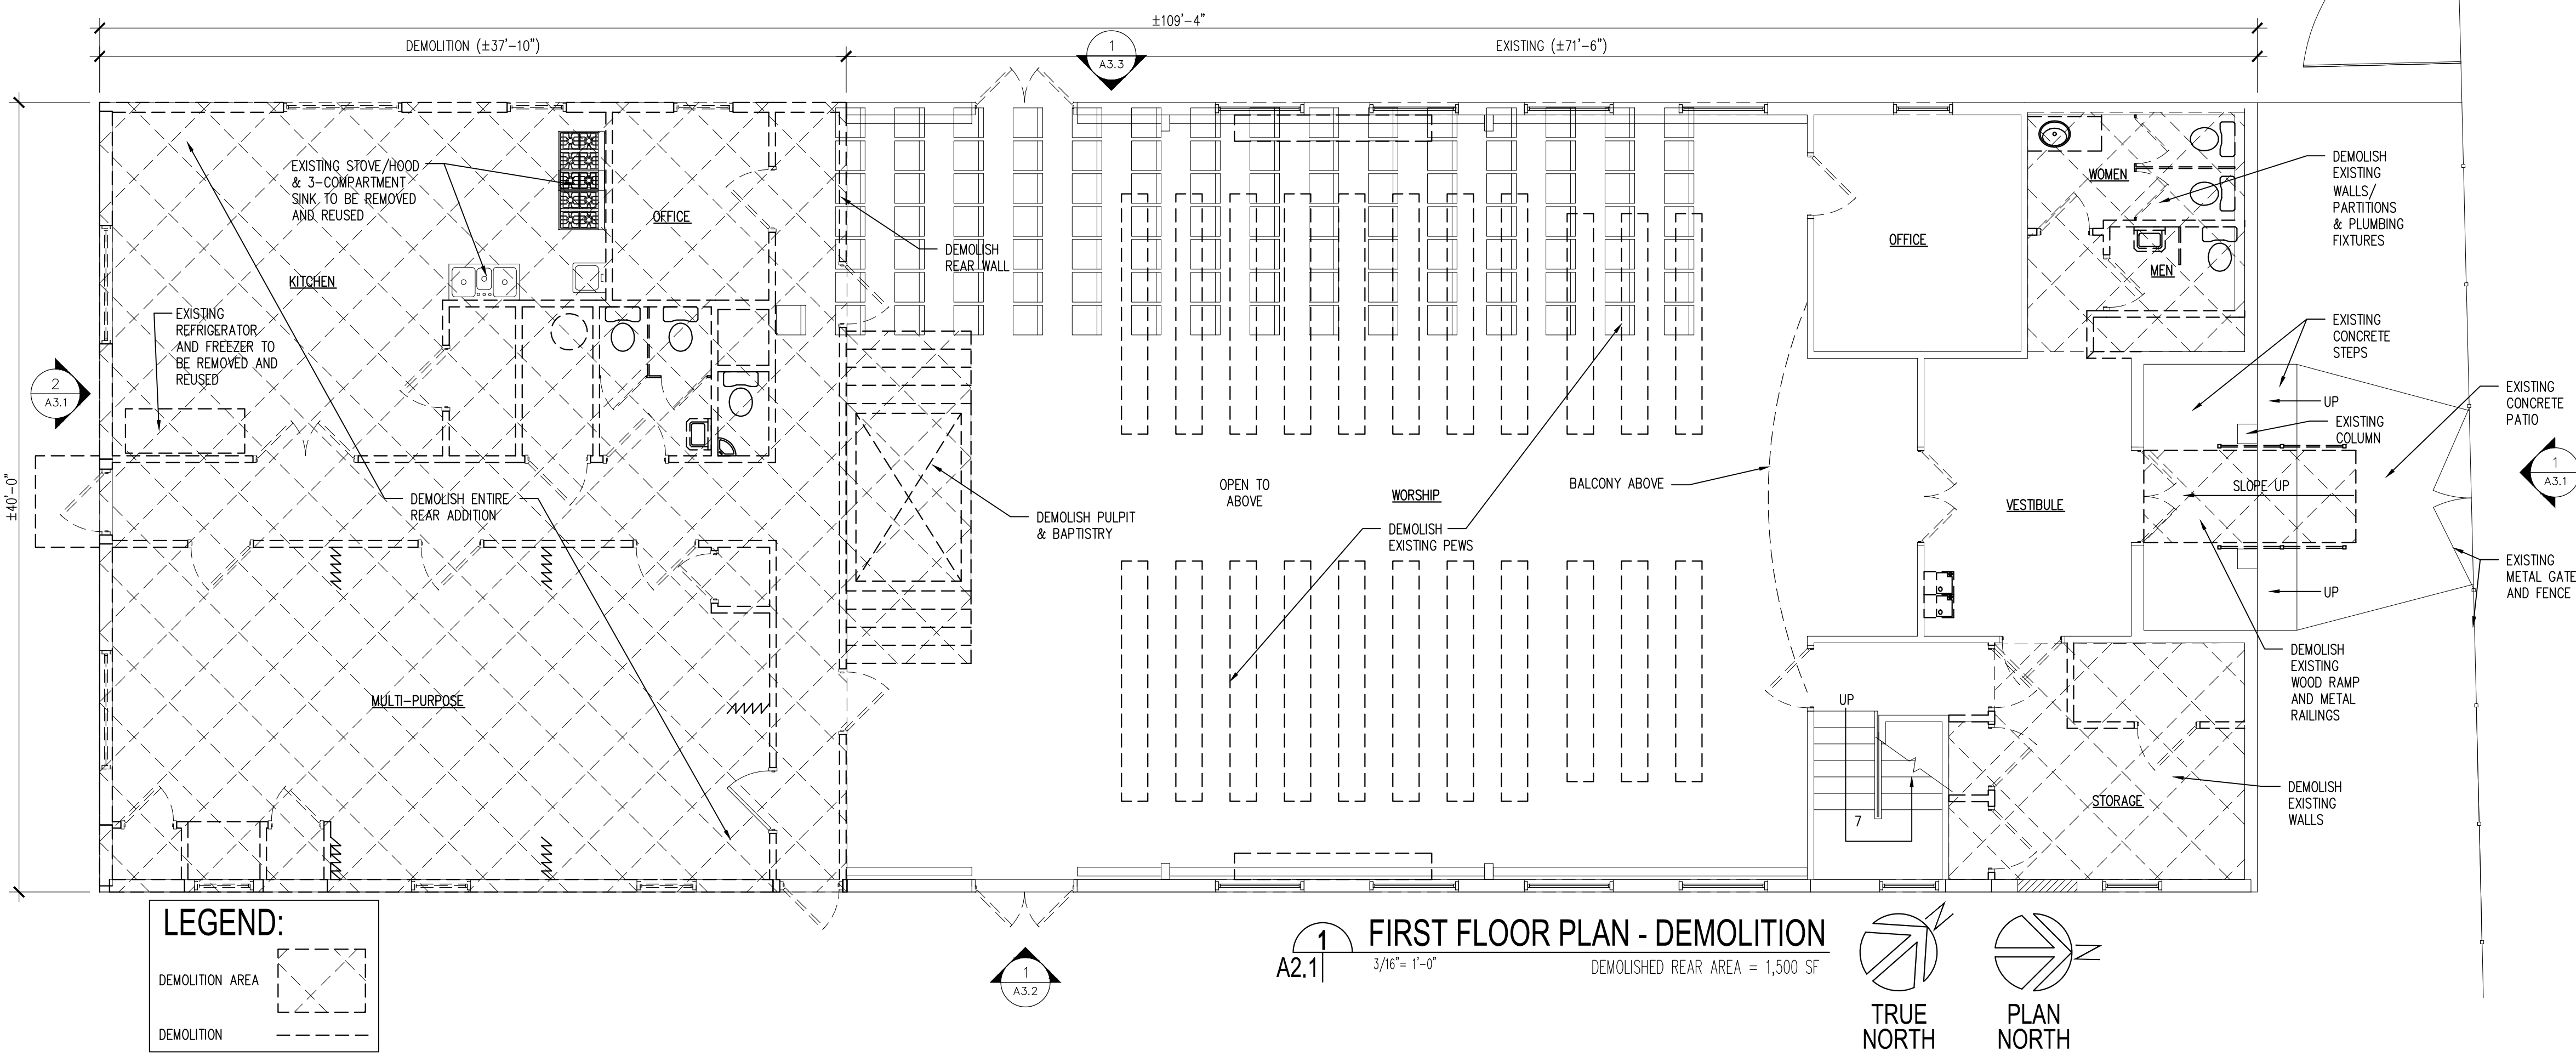 ±109'-4"
DEMOLITION (±37'-10")
EXISTING (±71'-6")
1
A3.3
±40'-0"
2
A3.1
EXISTING STOVE/HOOD
& 3-COMPARTMENT
SINK TO BE REMOVED
AND REUSED
OFFICE
KITCHEN
EXISTING
REFRIGERATOR
AND FREEZER TO
BE REMOVED AND
REUSED
DEMOLISH
REAR WALL
DEMOLISH ENTIRE
REAR ADDITION
MULTI-PURPOSE
DEMOLISH PULPIT
& BAPTISTRY
OPEN TO
ABOVE
WORSHIP
BALCONY ABOVE
DEMOLISH
EXISTING PEWS
OFFICE
WOMEN
MEN
DEMOLISH
EXISTING
WALLS/
PARTITIONS
& PLUMBING
FIXTURES
EXISTING
CONCRETE
STEPS
UP
EXISTING
COLUMN
EXISTING
CONCRETE
PATIO
1
A3.1
VESTIBULE
SLOPE UP
EXISTING
METAL GATE
AND FENCE
UP
DEMOLISH
EXISTING
WOOD RAMP
AND METAL
RAILINGS
UP
7
STORAGE
DEMOLISH
EXISTING
WALLS
LEGEND:
DEMOLITION AREA
DEMOLITION
1
A3.2
1
A2.1
FIRST FLOOR PLAN - DEMOLITION
3/16"= 1'-0"
DEMOLISHED REAR AREA = 1,500 SF
N
TRUE
NORTH
N
PLAN
NORTH